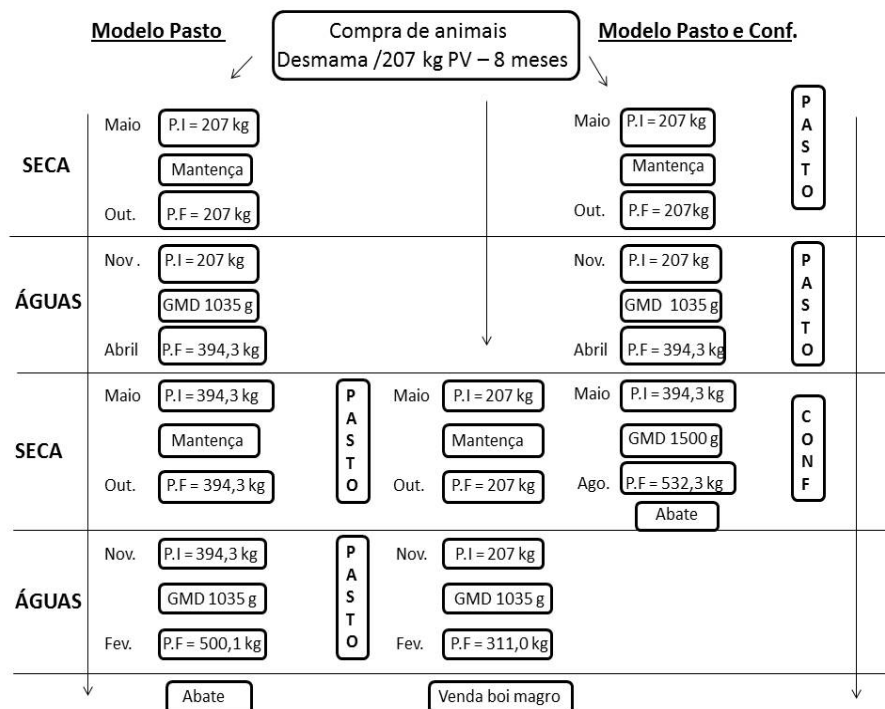 Modelo Pasto
Compra de animais
Desmama /207 kg PV – 8 meses
Modelo Pasto e Conf.
SECA
Maio
P.I = 207 kg
Mantença
Out.
P.F = 207 kg
Maio
P.I = 207 kg
Mantença
Out.
P.F = 207kg
PASTO
ÁGUAS
Nov .
P.I = 207 kg
GMD 1035 g
Abril
P.F = 394,3 kg
Nov.
P.I = 207 kg
GMD 1035 g
Abril
P.F = 394,3 kg
PASTO
SECA
Maio
P.I = 394,3 kg
Mantença
Out.
P.F = 394,3 kg
PASTO
Maio
P.I = 207 kg
Mantença
Out.
P.F = 207 kg
Maio
P.I = 394,3 kg
GMD 1500 g
Ago.
P.F = 532,3 kg
Abate
CONF
ÁGUAS
Nov.
P.I = 394,3 kg
GMD 1035 g
Fev.
P.F = 500,1 kg
PASTO
Nov.
P.I = 207 kg
GMD 1035 g
Fev.
P.F = 311,0 kg
Abate
Venda boi magro